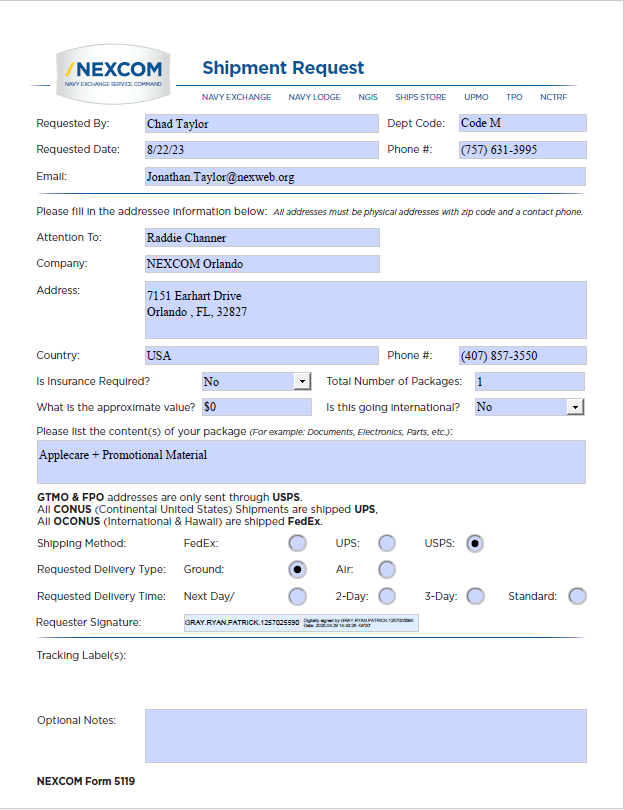 NEXCOM
NAVY EXCHANGE SERVICE COMMAND
Shipment Request
NAVY EXCHANGE NAVY LODGE NGIS SHIPS STORE UPMO TPO NCTRF
Requested By: Chad Taylor Dept Code: Code M
Requested Date: 8/22/23 Phone #: (757) 631-3995
Email: Jonathan.Taylor@nexweb.org
Please fill in the addressee information below: All addresses must be physical addresses with zip code and a contact phone.
Attention To: Raddie Channer
Company: NEXCOM Orlando
Address: 7151 Earhart Drive
Orlando , FL, 32827
Country: USA Phone #: (407) 857-3550
Is Insurance Required? No Total Number of Packages: 1
What is the approximate value? $0 Is this going international? No
Please list the content(s) of your package (For example: Documents, Electronics, Parts, etc.):
Applecare + Promotional Material
GTMO & FPO addresses are only sent through USPS.
All CONUS (Continental United States) Shipments are shipped UPS,
All OCONUS (International & Hawaii) are shipped FedEx.
Shipping Method: FedEx: UPS: USPS:
Requested Delivery Type: Ground: Air:
Requested Delivery Time: Next Day/ 2-Day: 3-Day: Standard:
Requester Signature: GRAY.RYAN.PATRICK.1257025590 Digitally signed by GRAY.RYAN.PATRICK.1257025590
Tracking Label(s):
Optional Notes:
NEXCOM Form 5119